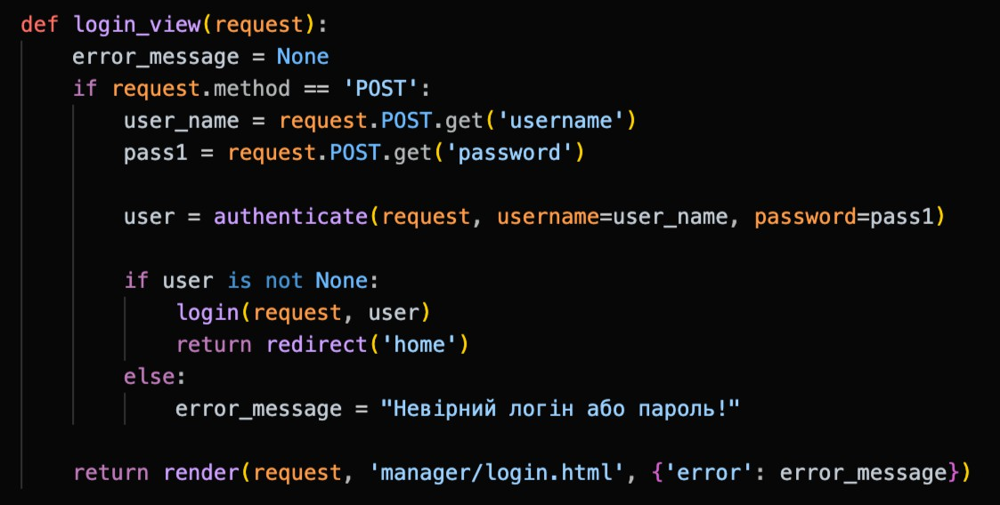 def login_view(request):
    error_message = None
    if request.method == 'POST':
        user_name = request.POST.get('username')
        pass1 = request.POST.get('password')

        user = authenticate(request, username=user_name, password=pass1)

        if user is not None:
            login(request, user)
            return redirect('home')
        else:
            error_message = "Невірний логін або пароль!"

    return render(request, 'manager/login.html', {'error': error_message})